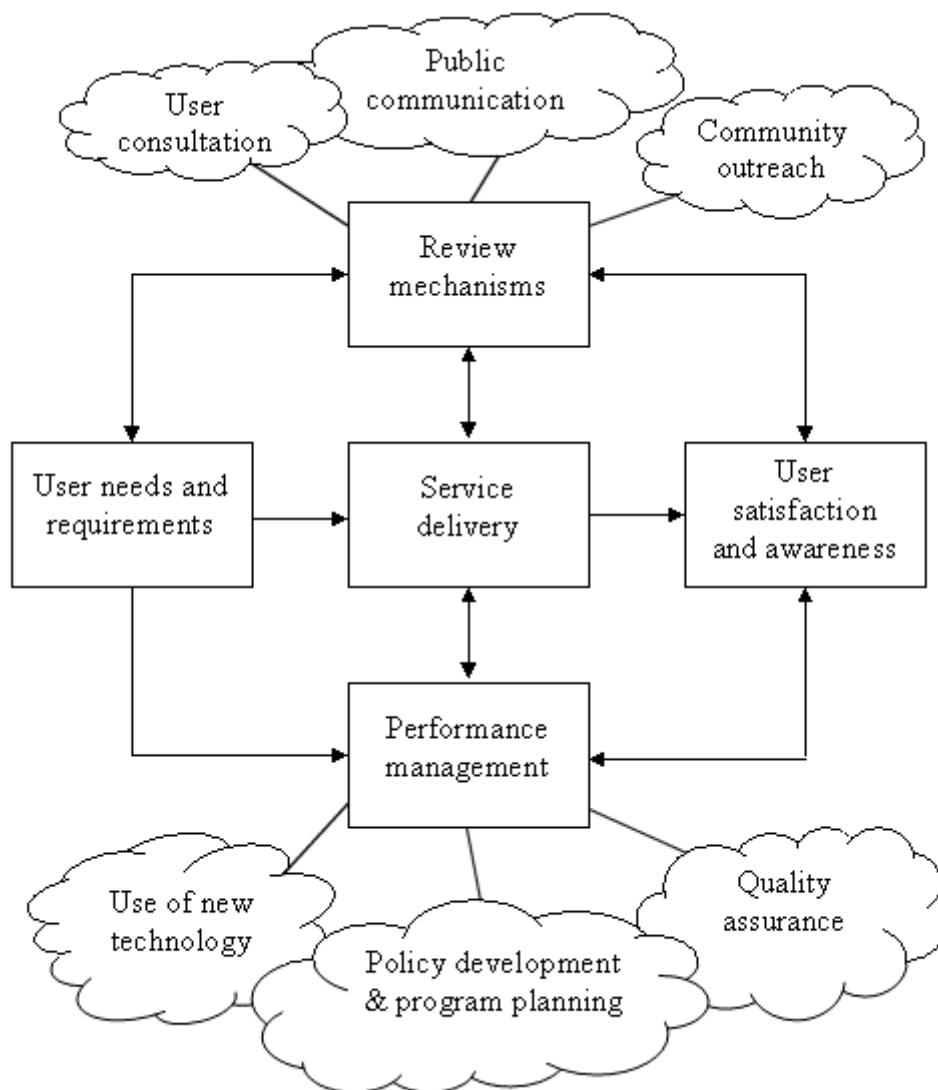 Public
communication
User
consultation
Community
outreach
Review
mechanisms
User needs and
requirements
Service
delivery
User
satisfaction
and awareness
Performance
management
Use of new
technology
Policy development
& program planning
Quality
assurance